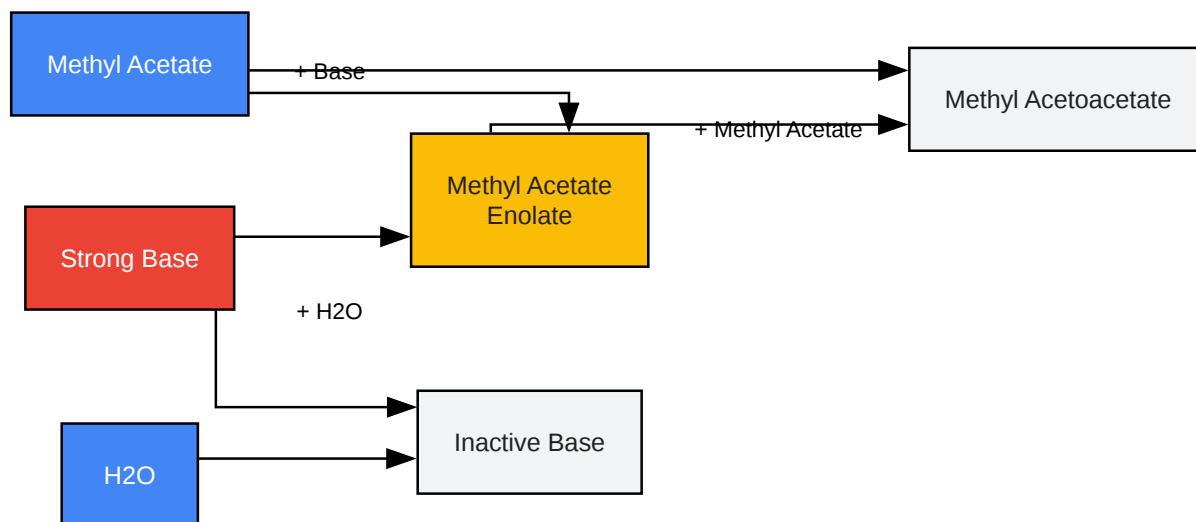 Methyl Acetate
+ Base
Methyl Acetoacetate
+ Methyl Acetate
Methyl Acetate
Enolate
Strong Base
+ H2O
Inactive Base
H2O